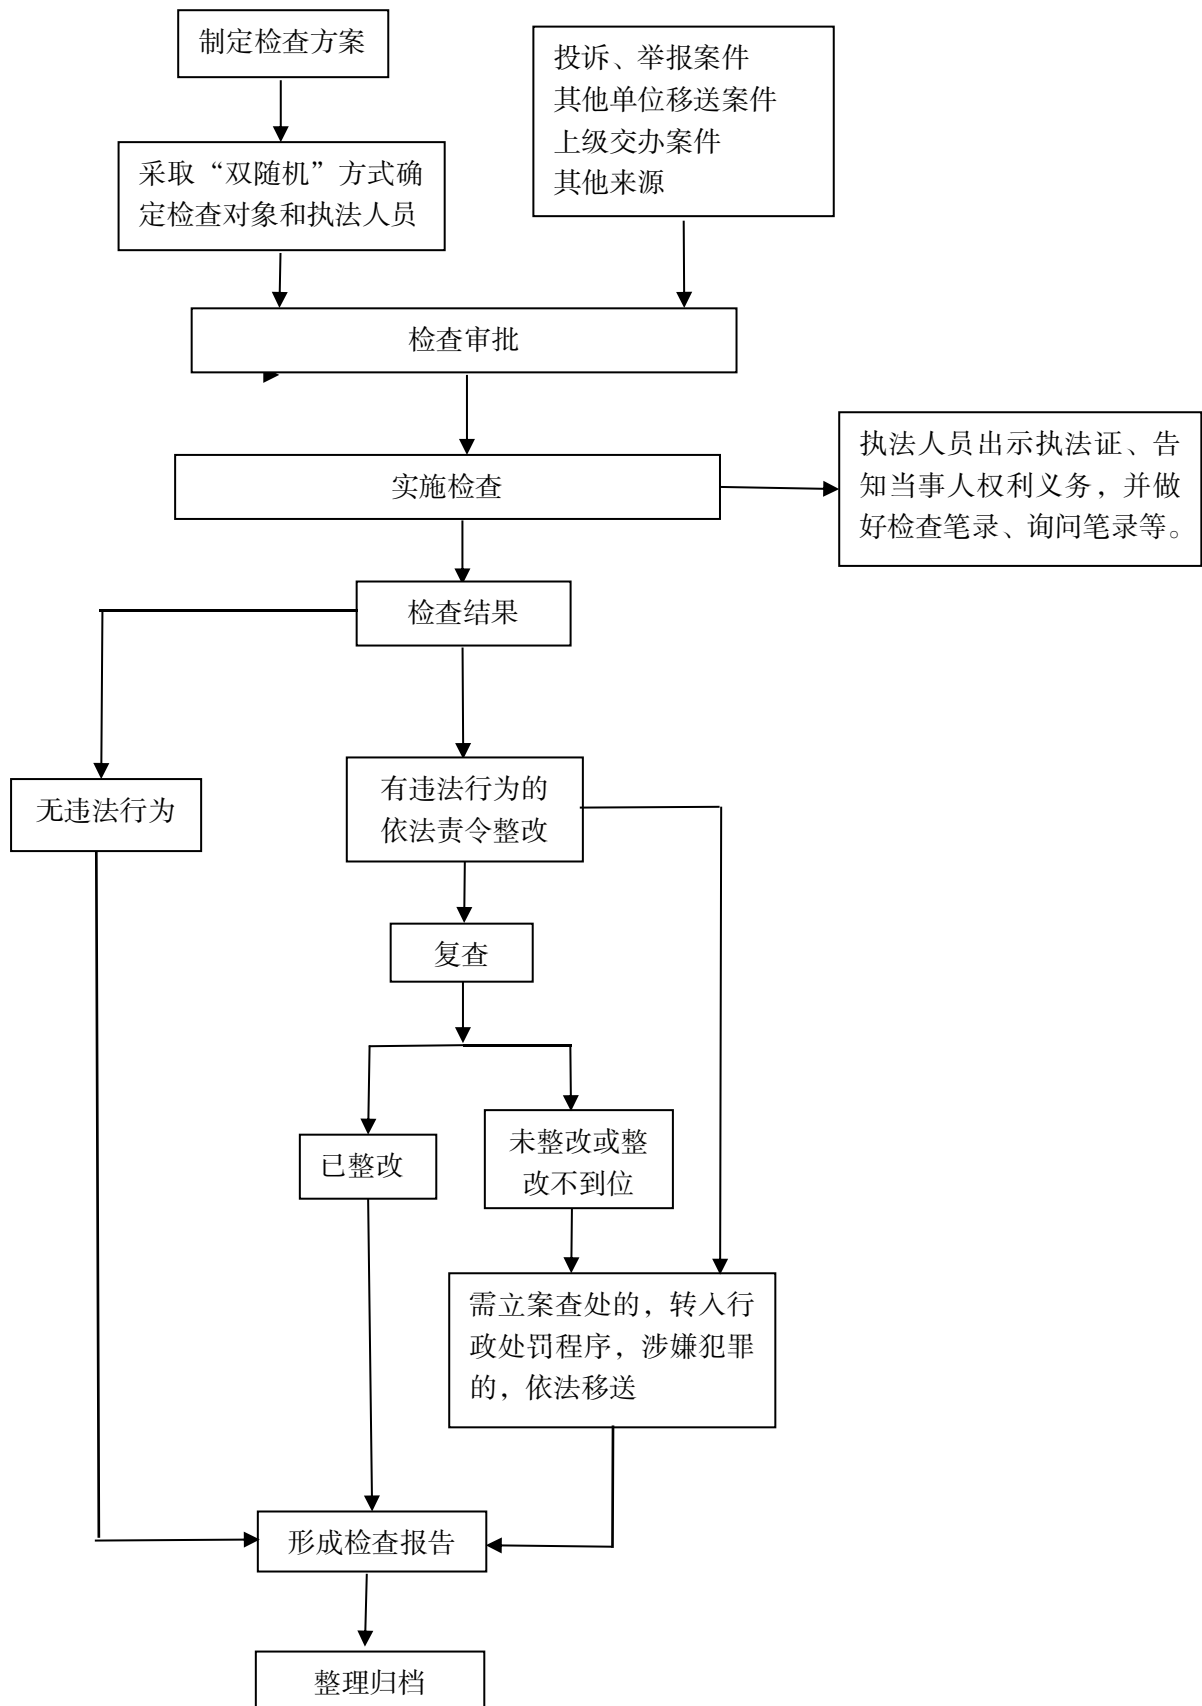 制定检查方案
投诉、举报案件
其他单位移送案件
上级交办案件
其他来源
采取“双随机”方式确
定检查对象和执法人员
检查审批
实施检查
执法人员出示执法证、告
知当事人权利义务，并做
好检查笔录、询问笔录等。
检查结果
无违法行为
有违法行为的
依法责令整改
复查
已整改
未整改或整
改不到位
需立案查处的，转入行
政处罚程序，涉嫌犯罪
的，依法移送
形成检查报告
整理归档